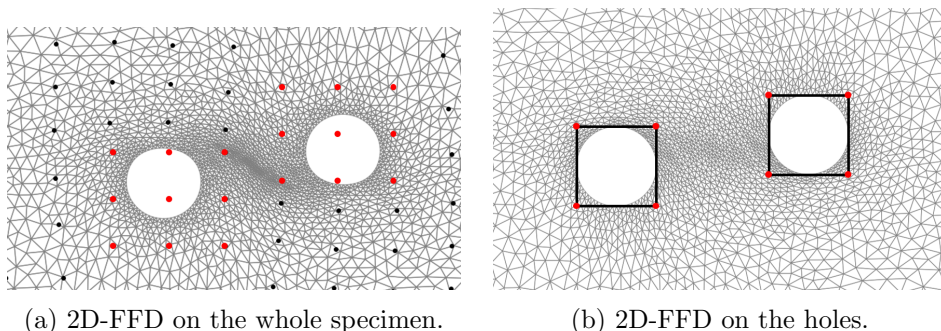 (a) 2D-FFD on the whole specimen.
(b) 2D-FFD on the holes.